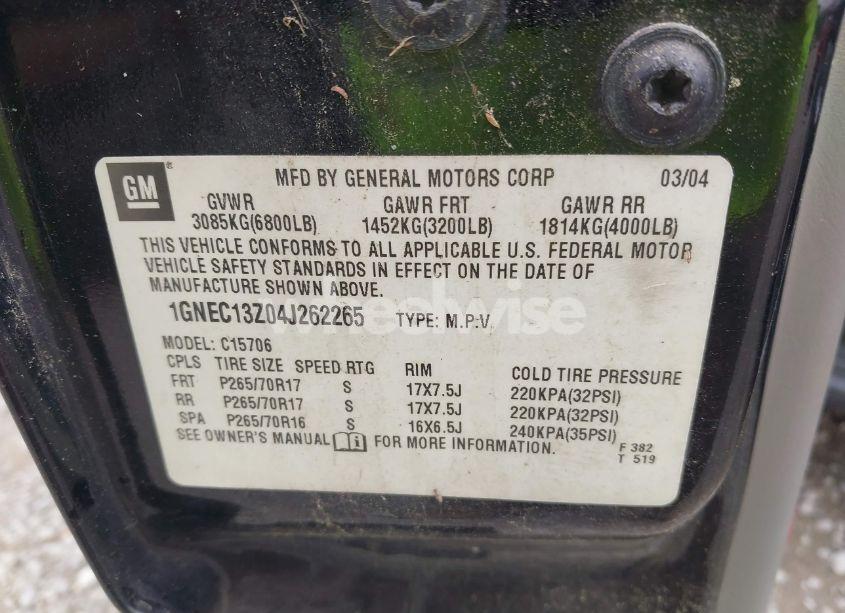 GM ®
MFD BY GENERAL MOTORS CORP 03/04
GVWR GAWR FRT GAWR RR
3085KG(6800LB) 1452KG(3200LB) 1814KG(4000LB)
THIS VEHICLE CONFORMS TO ALL APPLICABLE U.S. FEDERAL MOTOR
VEHICLE SAFETY STANDARDS IN EFFECT ON THE DATE OF
MANUFACTURE SHOWN ABOVE.
1GNEC13Z04J262265 TYPE: M.P.V
wheelwise
MODEL: C15706
CPLS TIRE SIZE SPEED RTG RIM COLD TIRE PRESSURE
FRT P265/70R17 S 17X7.5J 220KPA(32PSI)
RR P265/70R17 S 17X7.5J 220KPA(32PSI)
SPA P265/70R16 S 16X6.5J 240KPA(35PSI)
SEE OWNER'S MANUAL i FOR MORE INFORMATION.
F 382
T 519